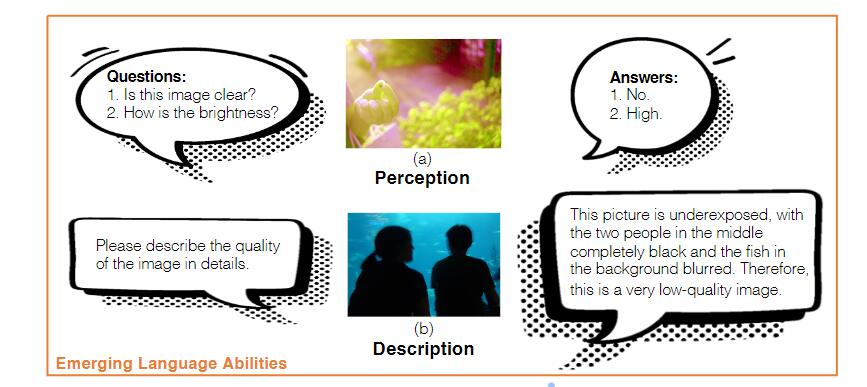 Questions:
1. Is this image clear?
2. How is the brightness?
(a)
Perception
Answers:
1. No.
2. High.
Please describe the quality
of the image in details.
(b)
Description
This picture is underexposed, with
the two people in the middle
completely black and the fish in
the background blurred. Therefore,
this is a very low-quality image.
Emerging Language Abilities